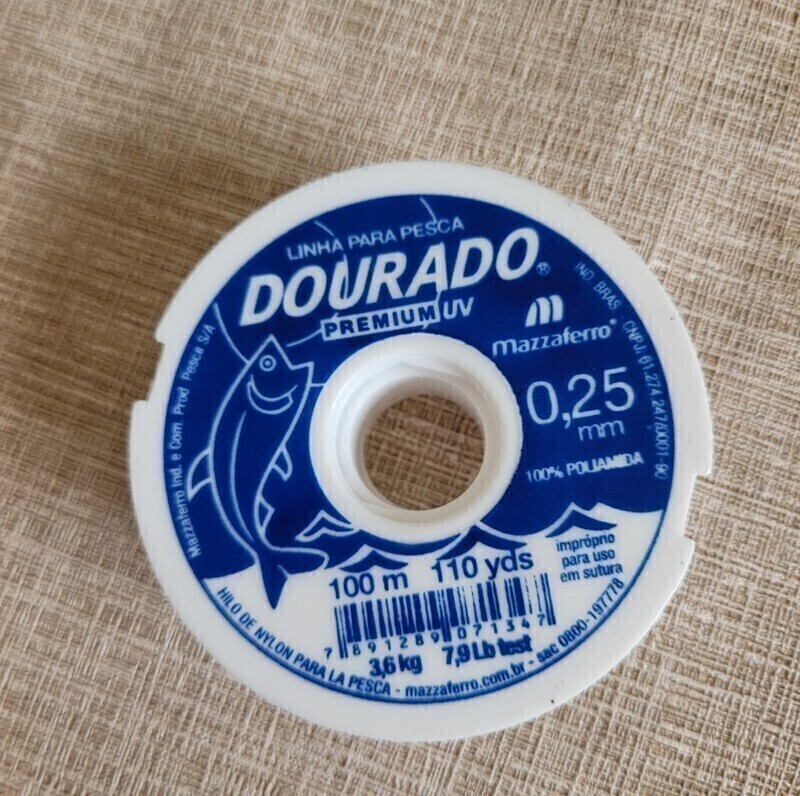 LINHA PARA PESCA
DOURADO®
PREMIUM UV
mazzaferro®
0,25
mm
100% POLIAMIDA
100 m 110 yds
impróprio
para uso
em sutura
7 891289 071347
3,6 kg 7,9 Lb test
Mazzaferro Ind. e Com. Prod. Pesca S/A
IND. BRAS. - CNPJ. 61.274.247/0001-90
HILO DE NYLON PARA LA PESCA - mazzaferro.com.br - sac 0800-197778